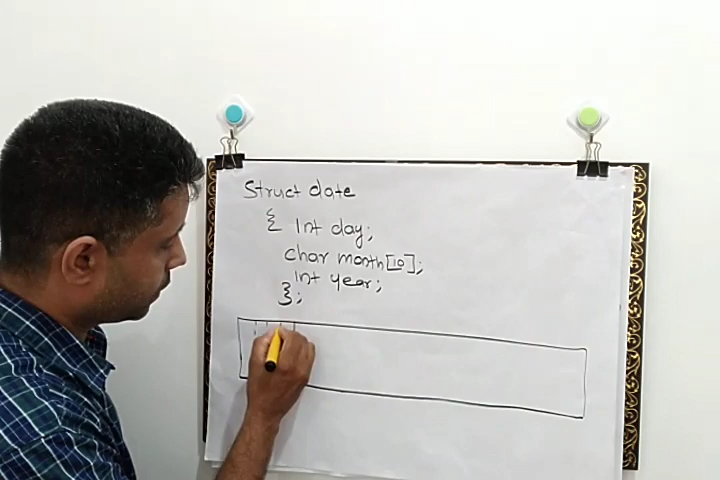 Struct date
{ Int day;
char month[10];
int year;
};